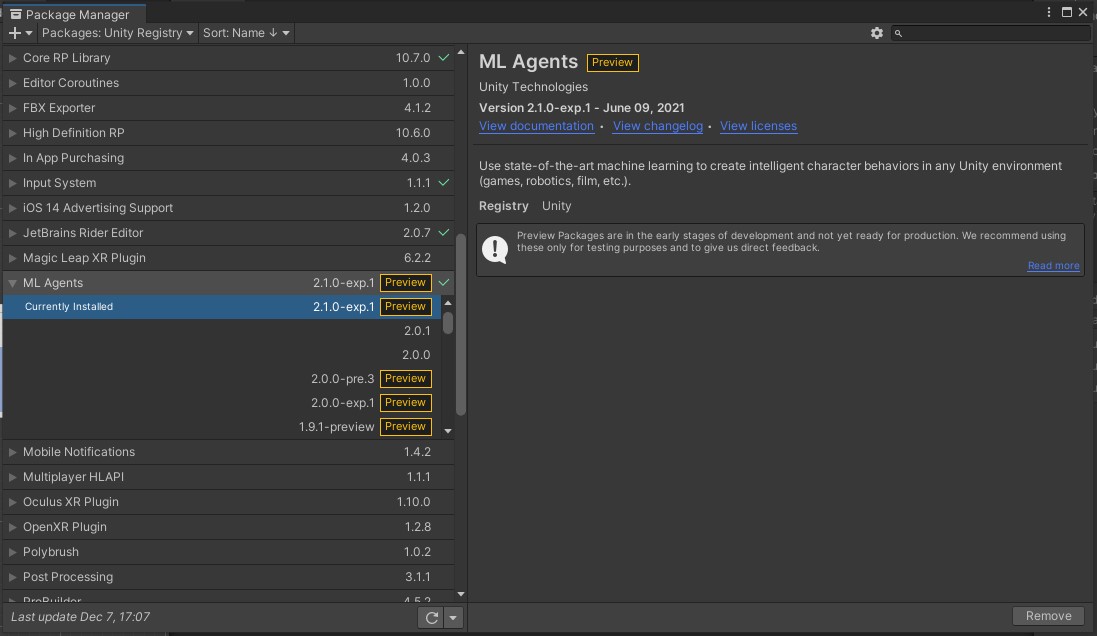 Package Manager
Packages: Unity Registry
Sort: Name ↓
Core RP Library 10.7.0
Editor Coroutines 1.0.0
FBX Exporter 4.1.2
High Definition RP 10.6.0
In App Purchasing 4.0.3
Input System 1.1.1
iOS 14 Advertising Support 1.2.0
JetBrains Rider Editor 2.0.7
Magic Leap XR Plugin 6.2.2
ML Agents 2.1.0-exp.1 Preview
Currently Installed 2.1.0-exp.1 Preview
2.0.1
2.0.0
2.0.0-pre.3 Preview
2.0.0-exp.1 Preview
1.9.1-preview Preview
Mobile Notifications 1.4.2
Multiplayer HLAPI 1.1.1
Oculus XR Plugin 1.10.0
OpenXR Plugin 1.2.8
Polybrush 1.0.2
Post Processing 3.1.1
ProBuilder 4.5.2
Last update Dec 7, 17:07
ML Agents Preview
Unity Technologies
Version 2.1.0-exp.1 - June 09, 2021
View documentation • View changelog • View licenses
Use state-of-the-art machine learning to create intelligent character behaviors in any Unity environment
(games, robotics, film, etc.).
Registry Unity
Preview Packages are in the early stages of development and not yet ready for production. We recommend using
these only for testing purposes and to give us direct feedback.
Read more
Remove